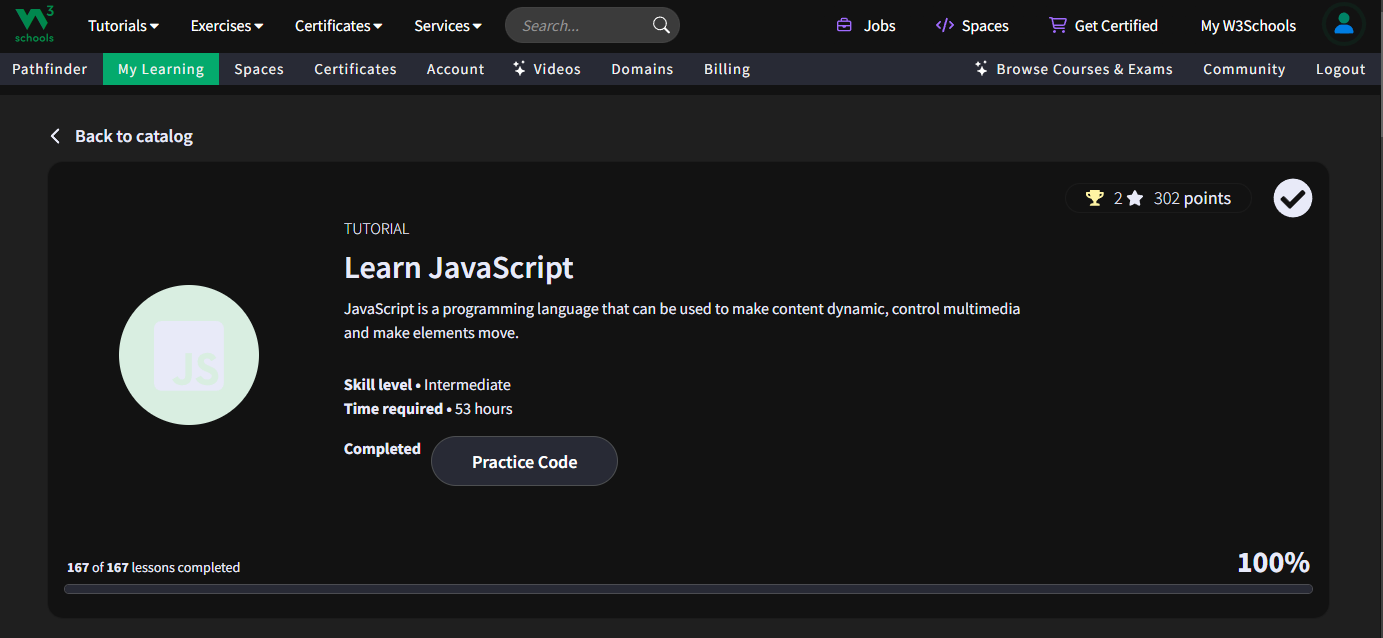 W3
schools
Tutorials
Exercises
Certificates
Services
Search...
Jobs
Spaces
Get Certified
My W3Schools
Pathfinder
My Learning
Spaces
Certificates
Account
Videos
Domains
Billing
Browse Courses & Exams
Community
Logout
Back to catalog
2 302 points
TUTORIAL
Learn JavaScript
JavaScript is a programming language that can be used to make content dynamic, control multimedia
and make elements move.
JS
Skill level • Intermediate
Time required • 53 hours
Completed
Practice Code
167 of 167 lessons completed
100%